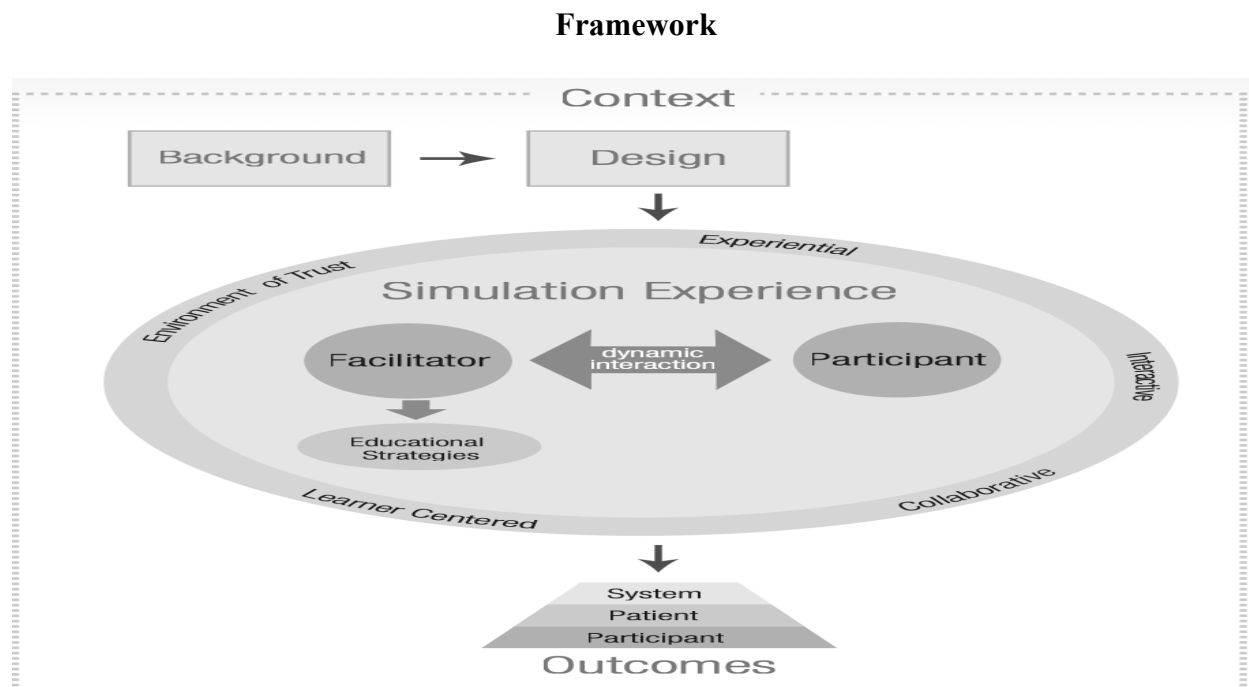 Framework
Context
Background
Design
Experiential
Environment of Trust
Simulation Experience
Facilitator
dynamic
interaction
Participant
Interactive
Educational
Strategies
Learner Centered
Collaborative
System
Patient
Participant
Outcomes